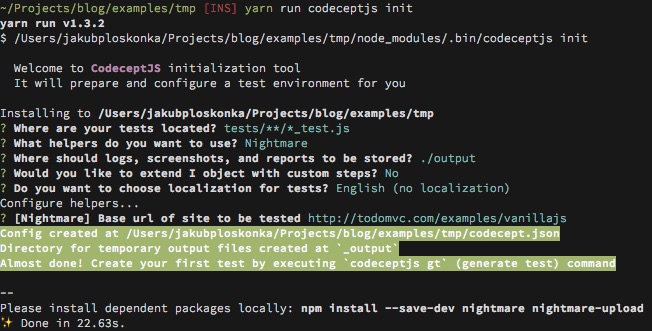 ~/Projects/blog/examples/tmp [INS] yarn run codeceptjs init
yarn run v1.3.2
$ /Users/jakubploskonka/Projects/blog/examples/tmp/node_modules/.bin/codeceptjs init
Welcome to CodeceptJS initialization tool
It will prepare and configure a test environment for you
Installing to /Users/jakubploskonka/Projects/blog/examples/tmp
? Where are your tests located? tests/**/*_test.js
? What helpers do you want to use? Nightmare
? Where should logs, screenshots, and reports to be stored? ./output
? Would you like to extend I object with custom steps? No
? Do you want to choose localization for tests? English (no localization)
Configure helpers...
? [Nightmare] Base url of site to be tested http://todomvc.com/examples/vanillajs
Config created at /Users/jakubploskonka/Projects/blog/examples/tmp/codecept.json
Directory for temporary output files created at `_output`
Almost done! Create your first test by executing `codeceptjs gt` (generate test) command
--
Please install dependent packages locally: npm install --save-dev nightmare nightmare-upload
✨ Done in 22.63s.